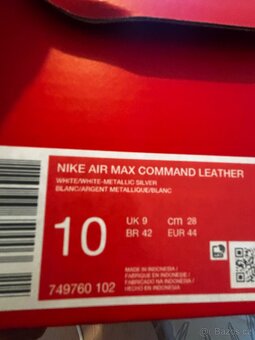 NIKE AIR MAX COMMAND LEATHER
WHITE/WHITE-METALLIC SILVER
BLANC/ARGENT METALLIQUE/BLANC
10
UK 9 cm 28
BR 42 EUR 44
MADE IN INDONESIA /
FABRIQUE EN INDONESIE /
FABRICADO NA INDONESIA /
HECHO EN INDONESIA
749760 102